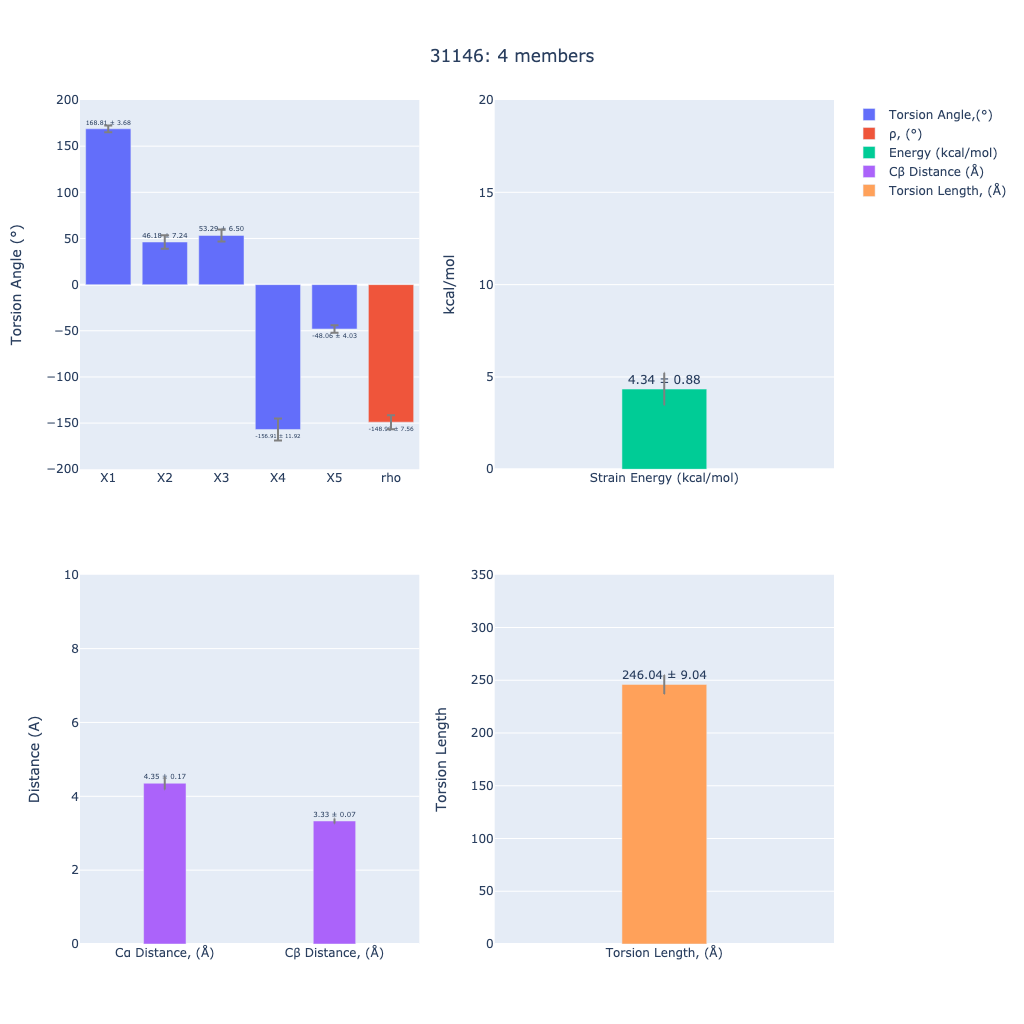 31146: 4 members
200
150
100
50
0
−50
−100
−150
−200
Torsion Angle (°)
168.81 ± 3.68
46.18 ± 7.24
53.29 ± 6.50
-156.91 ± 11.92
-48.06 ± 4.03
± 7.56
X1
X2
X3
X4
X5
rho
20
15
10
5
0
kcal/mol
4.34 ± 0.88
Strain Energy (kcal/mol)
Torsion Angle,(°)
ρ, (°)
Energy (kcal/mol)
Cβ Distance (Å)
Torsion Length, (Å)
10
8
6
4
2
0
Distance (A)
4.35 ± 0.17
3.33 ± 0.07
Cα Distance, (Å)
Cβ Distance, (Å)
350
300
250
200
150
100
50
0
Torsion Length
246.04 ± 9.04
Torsion Length, (Å)